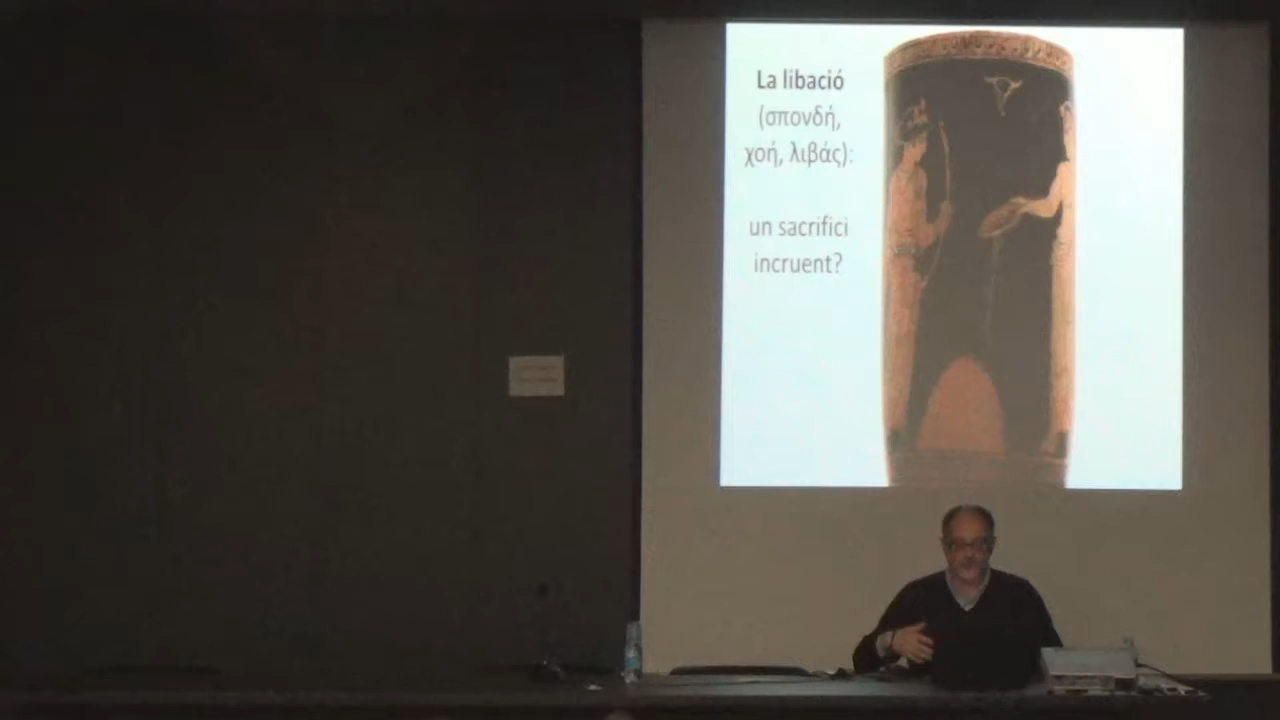 La libació
(σπονδή,
χοή, λιβάς):
un sacrifici
incruent?